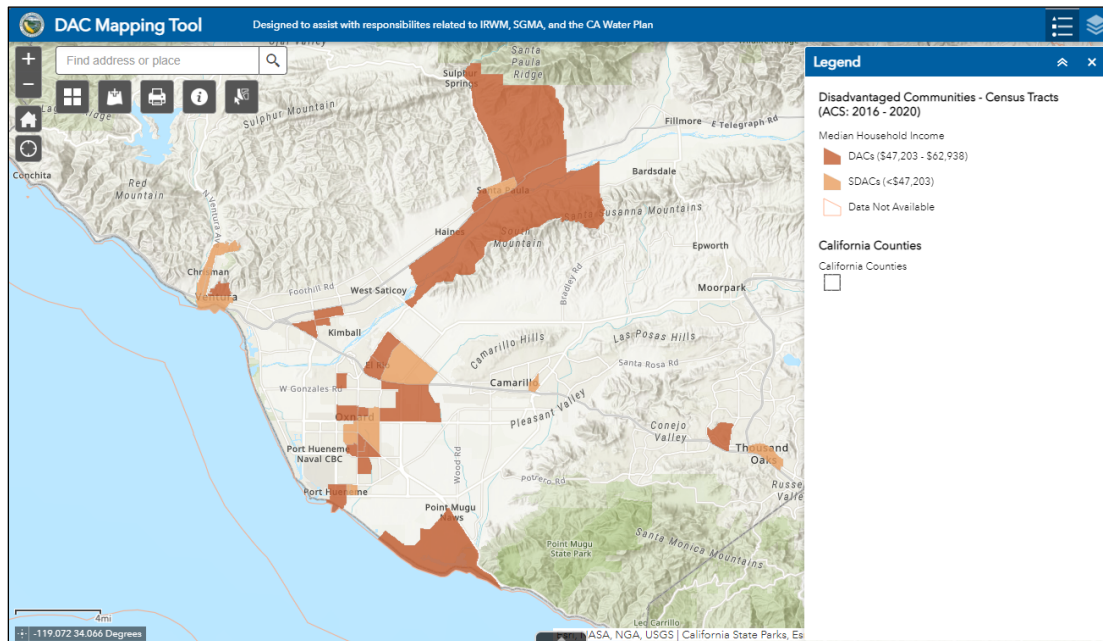 DAC Mapping Tool
Designed to assist with responsibilites related to IRWM, SGMA, and the CA Water Plan
Find address or place
Legend
Disadvantaged Communities - Census Tracts
(ACS: 2016 - 2020)
Median Household Income
DACs ($47,203 - $62,938)
SDACs (<$47,203)
Data Not Available
California Counties
California Counties
Santa
Paula
Ridge
Sulphur
Springs
Sulphur Mountain
Fillmore
E Telegraph Rd
Conchita
Red
Mountain
N Ventura Ave
Bardsdale
Santa Paula
Santa Susanna Mountains
Haines
South
Mountain
Epworth
Chrisman
Ventura
Foothill Rd
West Saticoy
Bradley Rd
Moorpark
Kimball
Camarillo Hills
Las Posas Hills
El Rio
Santa Rosa Rd
W Gonzales Rd
Camarillo
Pleasant Valley
Oxnard
Conejo
Valley
Thousand
Oaks
Port Hueneme
Naval CBC
Wood Rd
Potrero Rd
Russe
Valle
Port Hueneme
Point Mugu
Naws
Point Mugu
State Park
Santa Monica Mountains
Leo Carrillo
4mi
-119.072 34.066 Degrees
Esri, NASA, NGA, USGS | California State Parks, Es